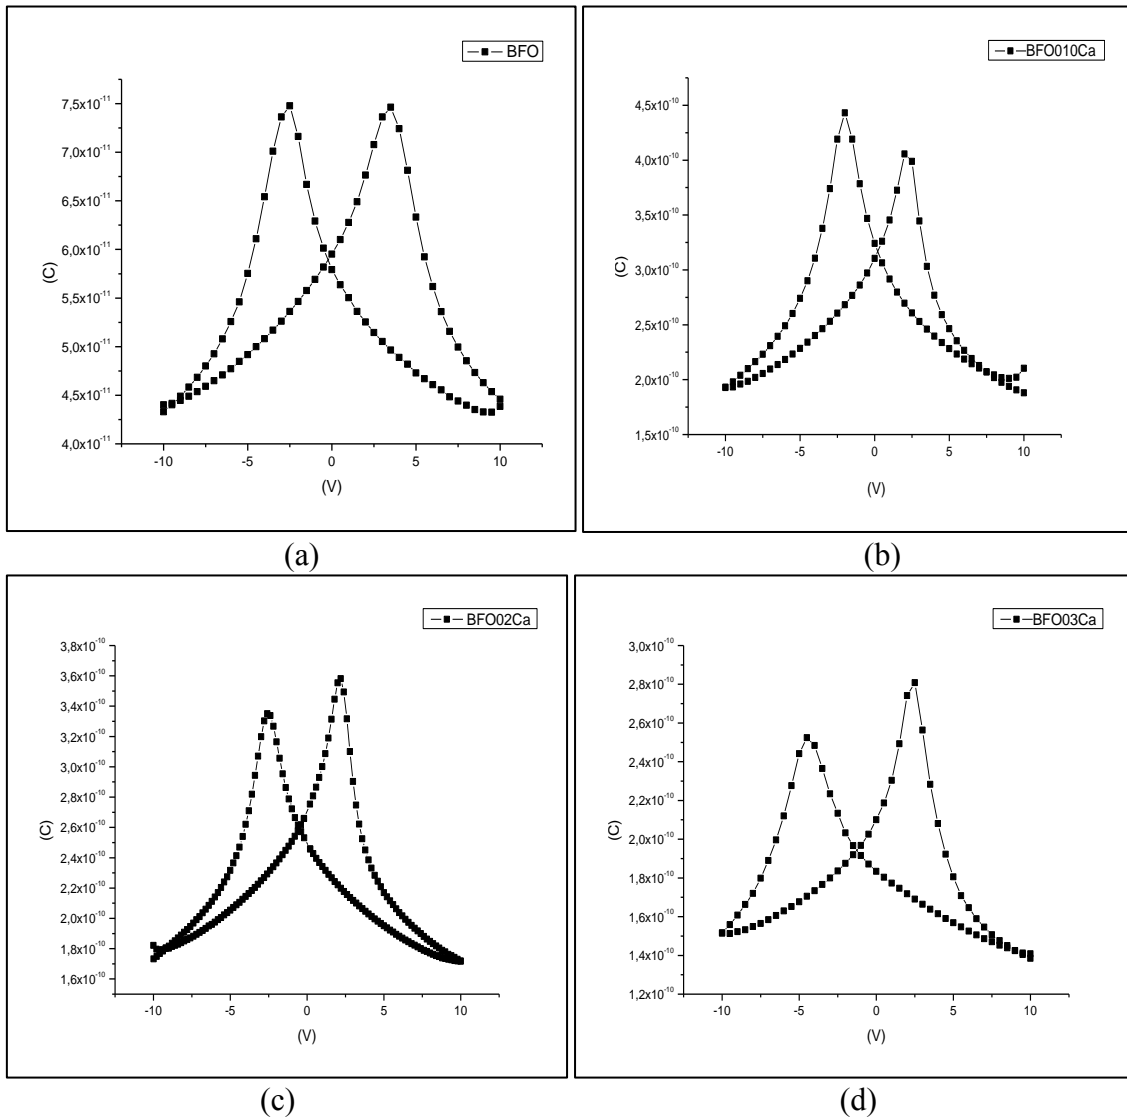 BFO
7,5x10⁻¹¹
7,0x10⁻¹¹
6,5x10⁻¹¹
6,0x10⁻¹¹
5,5x10⁻¹¹
5,0x10⁻¹¹
4,5x10⁻¹¹
4,0x10⁻¹¹
(C)
-10 -5 0 5 10
(V)
(a)
BFO010Ca
4,5x10⁻¹⁰
4,0x10⁻¹⁰
3,5x10⁻¹⁰
3,0x10⁻¹⁰
2,5x10⁻¹⁰
2,0x10⁻¹⁰
1,5x10⁻¹⁰
(C)
-10 -5 0 5 10
(V)
(b)
BFO02Ca
3,8x10⁻¹⁰
3,6x10⁻¹⁰
3,4x10⁻¹⁰
3,2x10⁻¹⁰
3,0x10⁻¹⁰
2,8x10⁻¹⁰
2,6x10⁻¹⁰
2,4x10⁻¹⁰
2,2x10⁻¹⁰
2,0x10⁻¹⁰
1,8x10⁻¹⁰
1,6x10⁻¹⁰
(C)
-10 -5 0 5 10
(V)
(c)
BFO03Ca
3,0x10⁻¹⁰
2,8x10⁻¹⁰
2,6x10⁻¹⁰
2,4x10⁻¹⁰
2,2x10⁻¹⁰
2,0x10⁻¹⁰
1,8x10⁻¹⁰
1,6x10⁻¹⁰
1,4x10⁻¹⁰
1,2x10⁻¹⁰
(C)
-10 -5 0 5 10
(V)
(d)